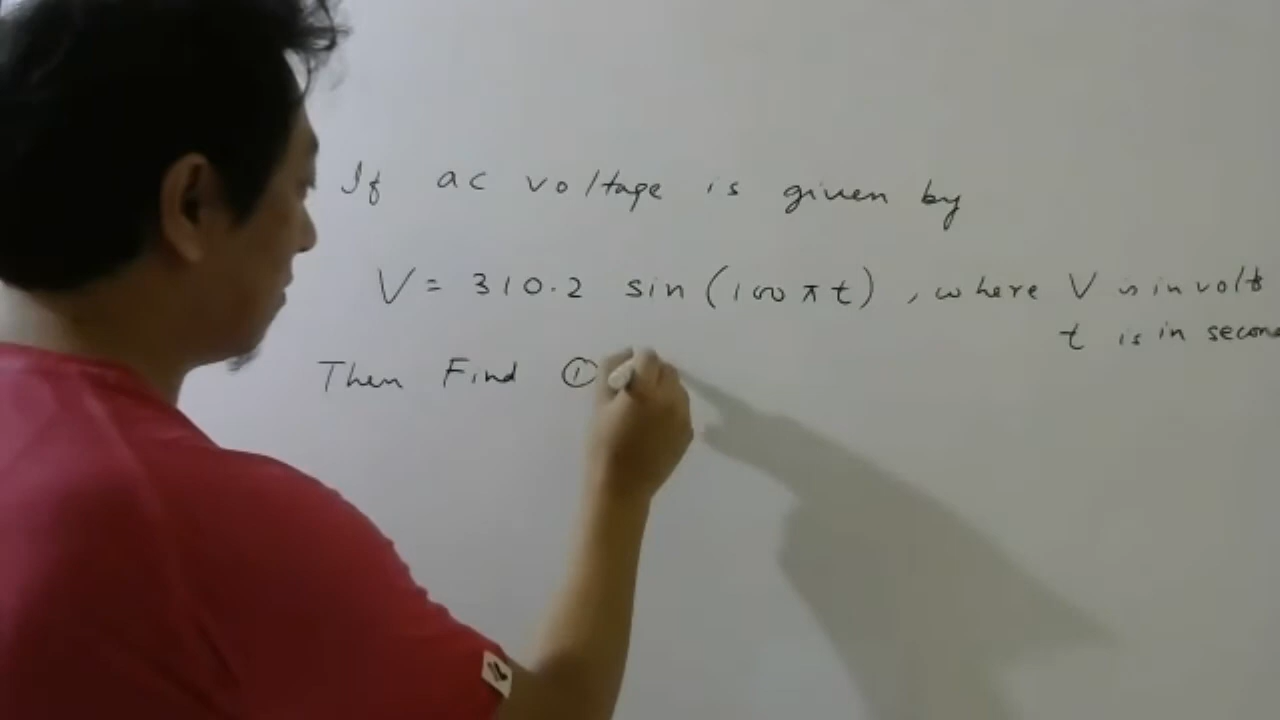 If ac voltage is given by
V = 310.2 sin (100 π t) , where V is in volt
t is in secon
Then Find ①